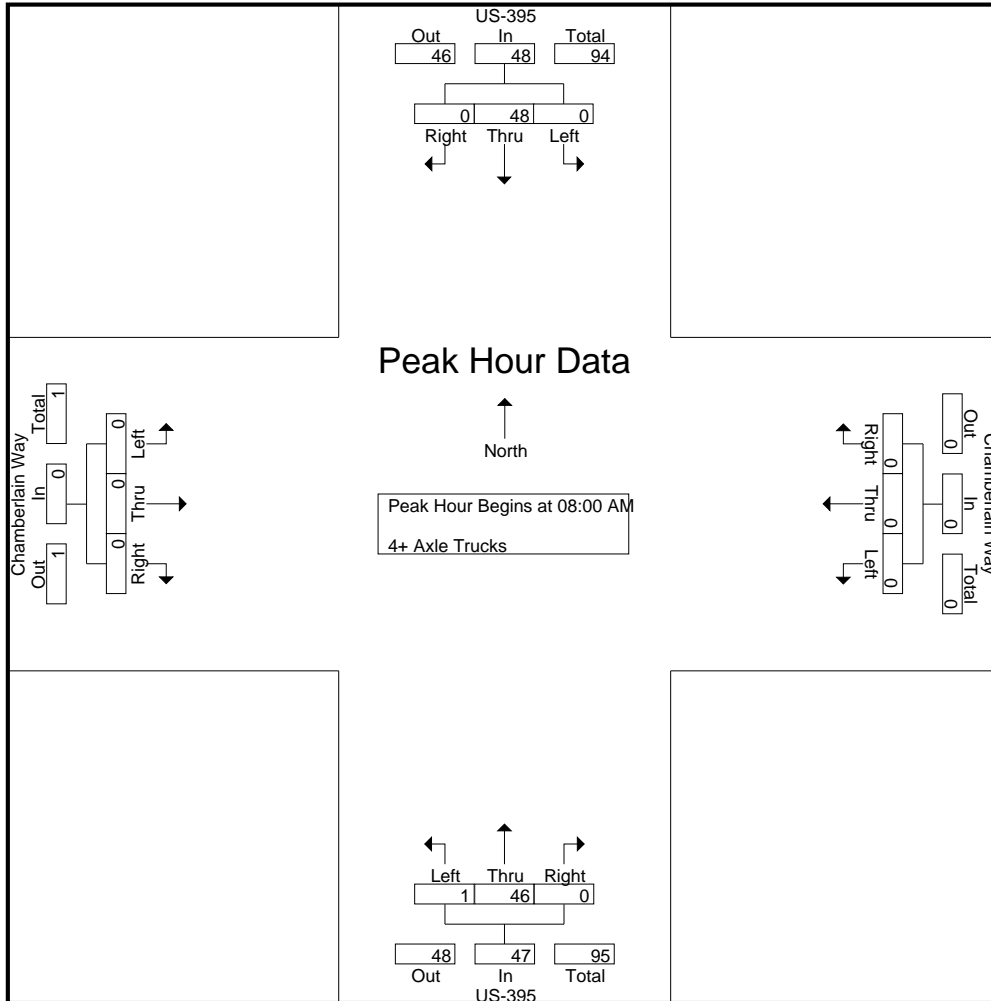 US-395
Out In Total
46 48 94
0 48 0
Right Thru Left
Peak Hour Data
North
Peak Hour Begins at 08:00 AM
4+ Axle Trucks
Chamberlain Way
Out In Total
1 0 1
Left Thru Right
0 0 0
Chamberlain Way
Out In Total
0 0 0
Right Thru Left
0 0 0
Left Thru Right
1 46 0
48 47 95
Out In Total
US-395